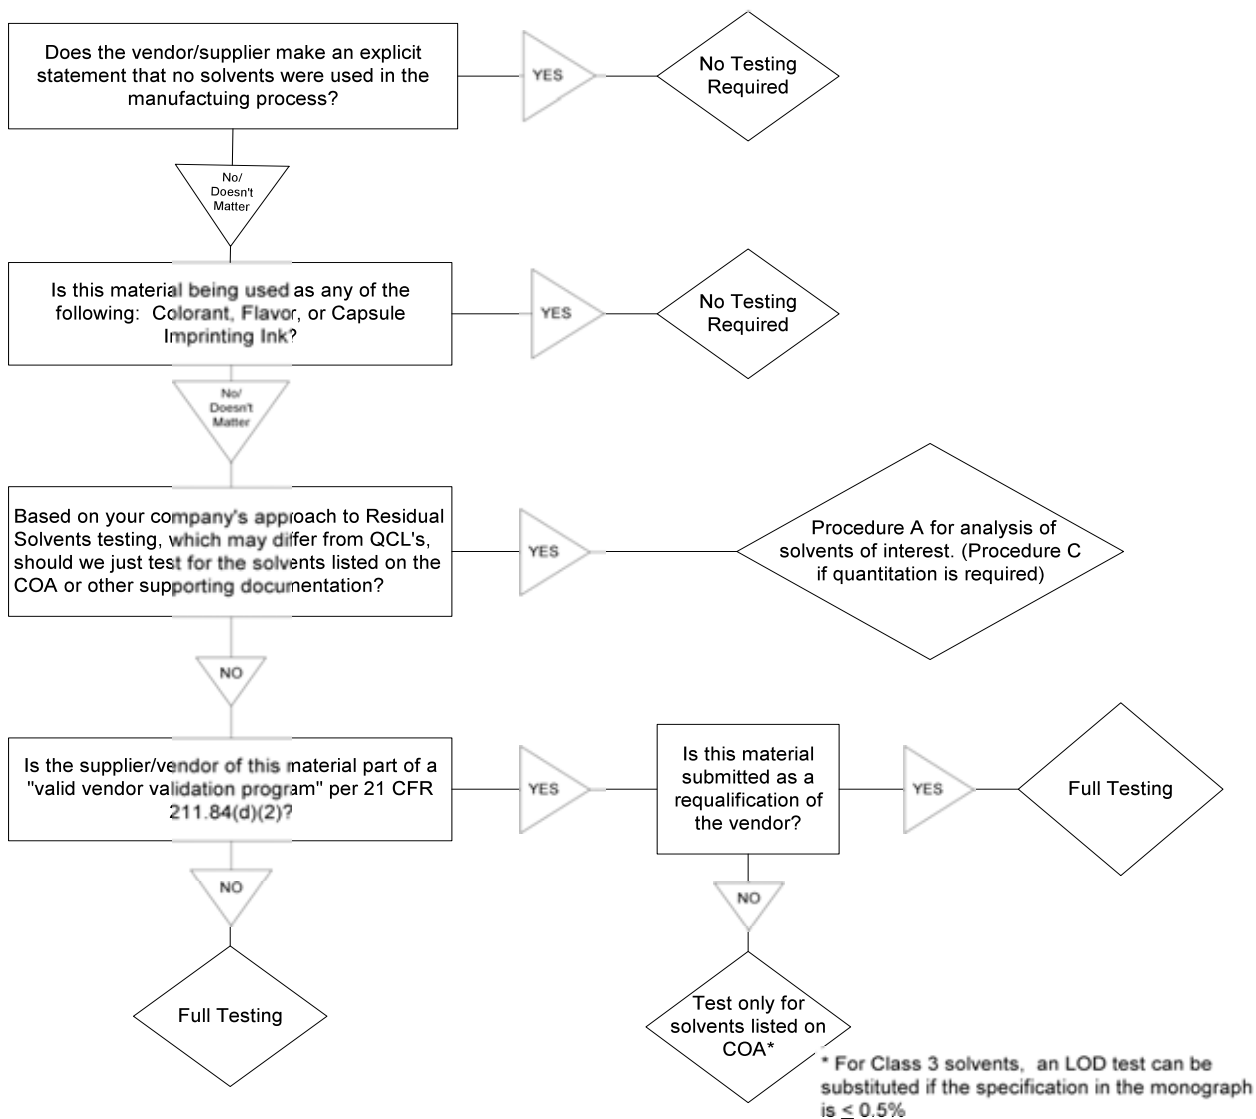 Does the vendor/supplier make an explicit
statement that no solvents were used in the
manufactuing process?
YES
No Testing
Required
No/
Doesn't
Matter
Is this material being used as any of the
following:  Colorant, Flavor, or Capsule
Imprinting Ink?
YES
No Testing
Required
No/
Doesn't
Matter
Based on your company's approach to Residual
Solvents testing, which may differ from QCL's,
should we just test for the solvents listed on the
COA or other supporting documentation?
YES
Procedure A for analysis of
solvents of interest. (Procedure C
if quantitation is required)
NO
Is the supplier/vendor of this material part of a
"valid vendor validation program" per 21 CFR
211.84(d)(2)?
YES
Is this material
submitted as a
requalification of
the vendor?
YES
Full Testing
NO
Full Testing
NO
Test only for
solvents listed on
COA*
* For Class 3 solvents,  an LOD test can be
substituted if the specification in the monograph
is ≤ 0.5%